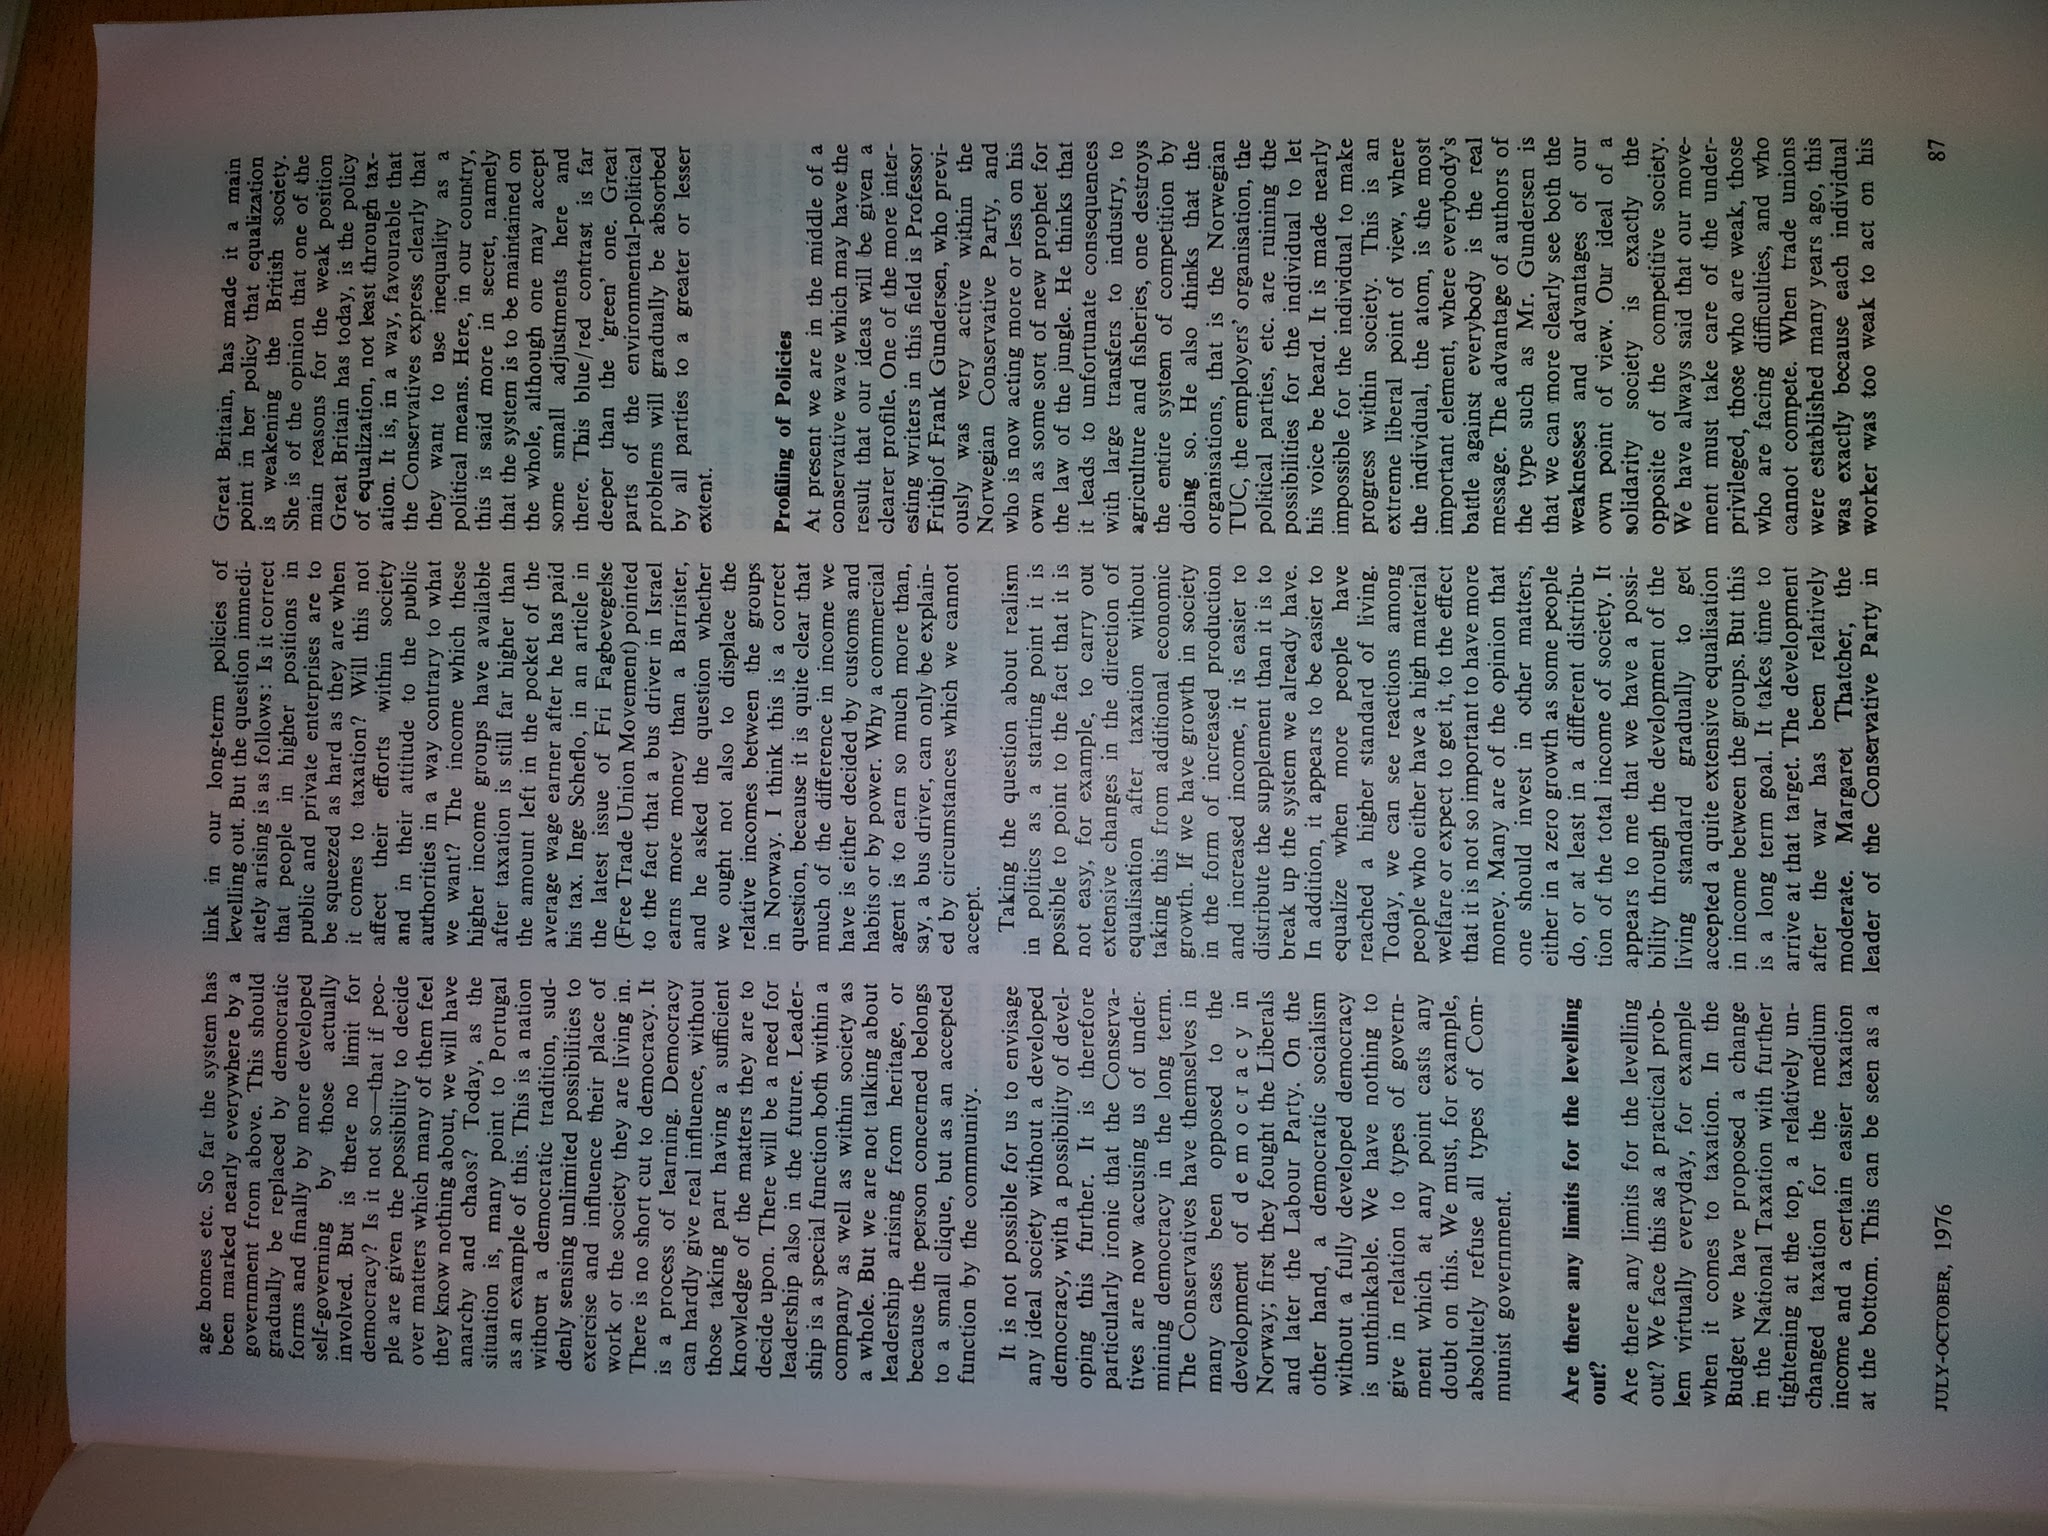 age homes etc. So far the system has
been marked nearly everywhere by a
government from above. This should
gradually be replaced by democratic
forms and finally by more developed
self-governing by those actually
involved. But is there no limit for
democracy? Is it not so—that if peo-
ple are given the possibility to decide
over matters which many of them feel
they know nothing about, we will have
anarchy and chaos? Today, as the
situation is, many point to Portugal
as an example of this. This is a nation
without a democratic tradition, sud-
denly sensing unlimited possibilities to
exercise and influence their place of
work or the society they are living in.
There is no short cut to democracy. It
is a process of learning. Democracy
can hardly give real influence, without
those taking part having a sufficient
knowledge of the matters they are to
decide upon. There will be a need for
leadership also in the future. Leader-
ship is a special function both within a
company as well as within society as
a whole. But we are not talking about
leadership arising from heritage, or
because the person concerned belongs
to a small clique, but as an accepted
function by the community.
It is not possible for us to envisage
any ideal society without a developed
democracy, with a possibility of devel-
oping this further. It is therefore
particularly ironic that the Conserva-
tives are now accusing us of under-
mining democracy in the long term.
The Conservatives have themselves in
many cases been opposed to the
development of democracy in
Norway; first they fought the Liberals
and later the Labour Party. On the
other hand, a democratic socialism
without a fully developed democracy
is unthinkable. We have nothing to
give in relation to types of govern-
ment which at any point casts any
doubt on this. We must, for example,
absolutely refuse all types of Com-
munist government.
Are there any limits for the levelling
out?
Are there any limits for the levelling
out? We face this as a practical prob-
lem virtually everyday, for example
when it comes to taxation. In the
Budget we have proposed a change
in the National Taxation with further
tightening at the top, a relatively un-
changed taxation for the medium
income and a certain easier taxation
at the bottom. This can be seen as a
link in our long-term policies of
levelling out. But the question immedi-
ately arising is as follows: Is it correct
that people in higher positions in
public and private enterprises are to
be squeezed as hard as they are when
it comes to taxation? Will this not
affect their efforts within society
and in their attitude to the public
authorities in a way contrary to what
we want? The income which these
higher income groups have available
after taxation is still far higher than
the amount left in the pocket of the
average wage earner after he has paid
his tax. Inge Scheflo, in an article in
the latest issue of Fri Fagbevegelse
(Free Trade Union Movement) pointed
to the fact that a bus driver in Israel
earns more money than a Barrister,
and he asked the question whether
we ought not also to displace the
relative incomes between the groups
in Norway. I think this is a correct
question, because it is quite clear that
much of the difference in income we
have is either decided by customs and
habits or by power. Why a commercial
agent is to earn so much more than,
say, a bus driver, can only be explain-
ed by circumstances which we cannot
accept.
Taking the question about realism
in politics as a starting point it is
possible to point to the fact that it is
not easy, for example, to carry out
extensive changes in the direction of
equalisation after taxation without
taking this from additional economic
growth. If we have growth in society
in the form of increased production
and increased income, it is easier to
distribute the supplement than it is to
break up the system we already have.
In addition, it appears to be easier to
equalize when more people have
reached a higher standard of living.
Today, we can see reactions among
people who either have a high material
welfare or expect to get it, to the effect
that it is not so important to have more
money. Many are of the opinion that
one should invest in other matters,
either in a zero growth as some people
do, or at least in a different distribu-
tion of the total income of society. It
appears to me that we have a possi-
bility through the development of the
living standard gradually to get
accepted a quite extensive equalisation
in income between the groups. But this
is a long term goal. It takes time to
arrive at that target. The development
after the war has been relatively
moderate. Margaret Thatcher, the
leader of the Conservative Party in
Great Britain, has made it a main
point in her policy that equalization
is weakening the British society.
She is of the opinion that one of the
main reasons for the weak position
Great Britain has today, is the policy
of equalization, not least through tax-
ation. It is, in a way, favourable that
the Conservatives express clearly that
they want to use inequality as a
political means. Here, in our country,
this is said more in secret, namely
that the system is to be maintained on
the whole, although one may accept
some small adjustments here and
there. This blue/red contrast is far
deeper than the ‘green’ one. Great
parts of the environmental-political
problems will gradually be absorbed
by all parties to a greater or lesser
extent.
Profiling of Policies
At present we are in the middle of a
conservative wave which may have the
result that our ideas will be given a
clearer profile. One of the more inter-
esting writers in this field is Professor
Frithjof Frank Gundersen, who previ-
ously was very active within the
Norwegian Conservative Party, and
who is now acting more or less on his
own as some sort of new prophet for
the law of the jungle. He thinks that
it leads to unfortunate consequences
with large transfers to industry, to
agriculture and fisheries, one destroys
the entire system of competition by
doing so. He also thinks that the
organisations, that is the Norwegian
TUC, the employers’ organisation, the
political parties, etc. are ruining the
possibilities for the individual to let
his voice be heard. It is made nearly
impossible for the individual to make
progress within society. This is an
extreme liberal point of view, where
the individual, the atom, is the most
important element, where everybody’s
battle against everybody is the real
message. The advantage of authors of
the type such as Mr. Gundersen is
that we can more clearly see both the
weaknesses and advantages of our
own point of view. Our ideal of a
solidarity society is exactly the
opposite of the competitive society.
We have always said that our move-
ment must take care of the under-
privileged, those who are weak, those
who are facing difficulties, and who
cannot compete. When trade unions
were established many years ago, this
was exactly because each individual
worker was too weak to act on his
JULY-OCTOBER, 1976
87